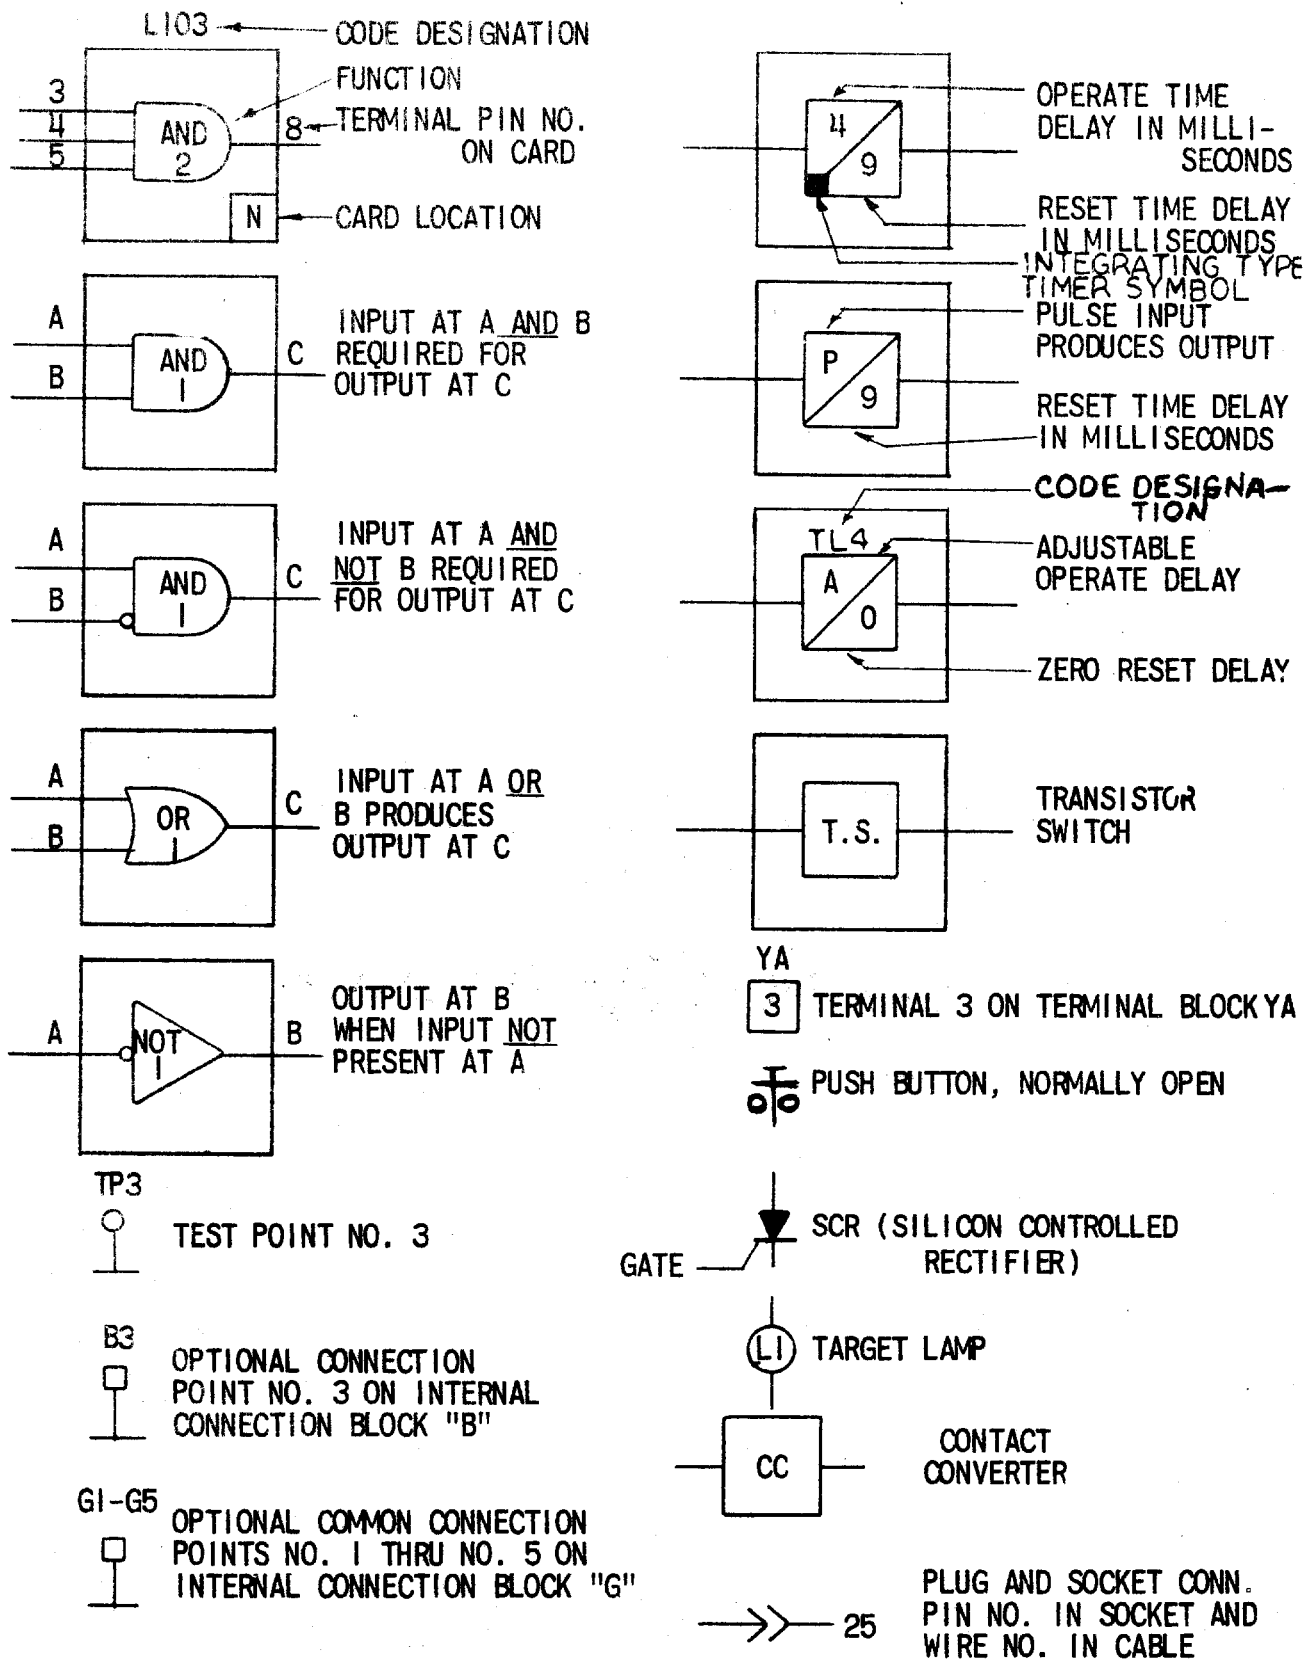 L103
CODE DESIGNATION
FUNCTION
3
4
5
AND
2
8
TERMINAL PIN NO.
ON CARD
N
CARD LOCATION
A
B
AND
1
C
INPUT AT A AND B
REQUIRED FOR
OUTPUT AT C
A
B
AND
1
C
INPUT AT A AND
NOT B REQUIRED
FOR OUTPUT AT C
A
B
OR
1
C
INPUT AT A OR
B PRODUCES
OUTPUT AT C
A
NOT
1
B
OUTPUT AT B
WHEN INPUT NOT
PRESENT AT A
TP3
TEST POINT NO. 3
B3
OPTIONAL CONNECTION
POINT NO. 3 ON INTERNAL
CONNECTION BLOCK "B"
G1-G5
OPTIONAL COMMON CONNECTION
POINTS NO. 1 THRU NO. 5 ON
INTERNAL CONNECTION BLOCK "G"
4
9
OPERATE TIME
DELAY IN MILLI-
SECONDS
RESET TIME DELAY
IN MILLISECONDS
INTEGRATING TYPE
TIMER SYMBOL
P
9
PULSE INPUT
PRODUCES OUTPUT
RESET TIME DELAY
IN MILLISECONDS
CODE DESIGNA-
TION
TL4
A
0
ADJUSTABLE
OPERATE DELAY
ZERO RESET DELAY
T.S.
TRANSISTOR
SWITCH
YA
3
TERMINAL 3 ON TERMINAL BLOCK YA
PUSH BUTTON, NORMALLY OPEN
GATE
SCR (SILICON CONTROLLED
RECTIFIER)
L1
TARGET LAMP
CC
CONTACT
CONVERTER
25
PLUG AND SOCKET CONN.
PIN NO. IN SOCKET AND
WIRE NO. IN CABLE